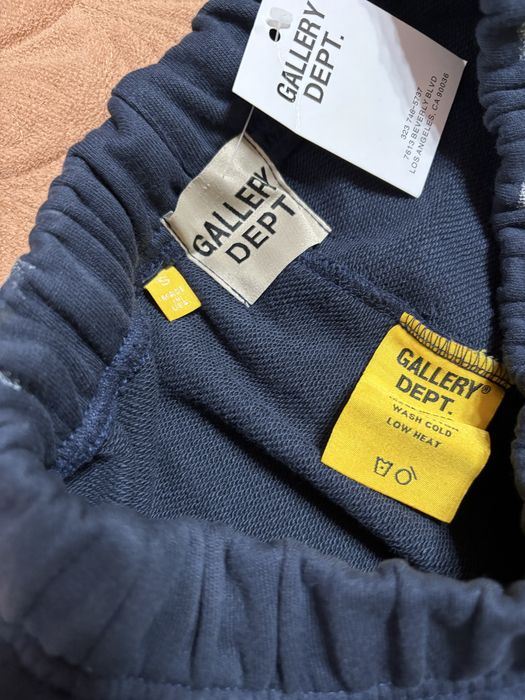 GALLERY
DEPT.
323 746-5737
7613 BEVERLY BLVD
LOS ANGELES, CA 90036
GALLERY
DEPT
S
MADE
IN
USA
GALLERY®
DEPT.
WASH COLD
LOW HEAT